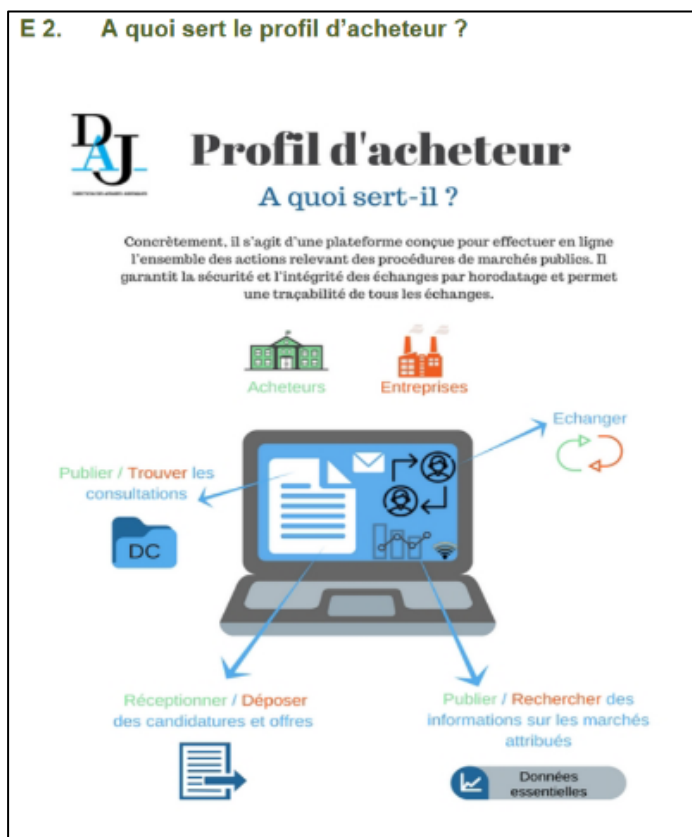 E 2. A quoi sert le profil d'acheteur ?
DAJ
Profil d'acheteur
A quoi sert-il ?
Concrètement, il s'agit d'une plateforme conçue pour effectuer en ligne
l'ensemble des actions relevant des procédures de marchés publics. Il
garantit la sécurité et l'intégrité des échanges par horodatage et permet
une traçabilité de tous les échanges.
Acheteurs
Entreprises
Echanger
Publier / Trouver les
consultations
DC
Réceptionner / Déposer
des candidatures et offres
Publier / Rechercher des
informations sur les marchés
attribués
Données
essentielles